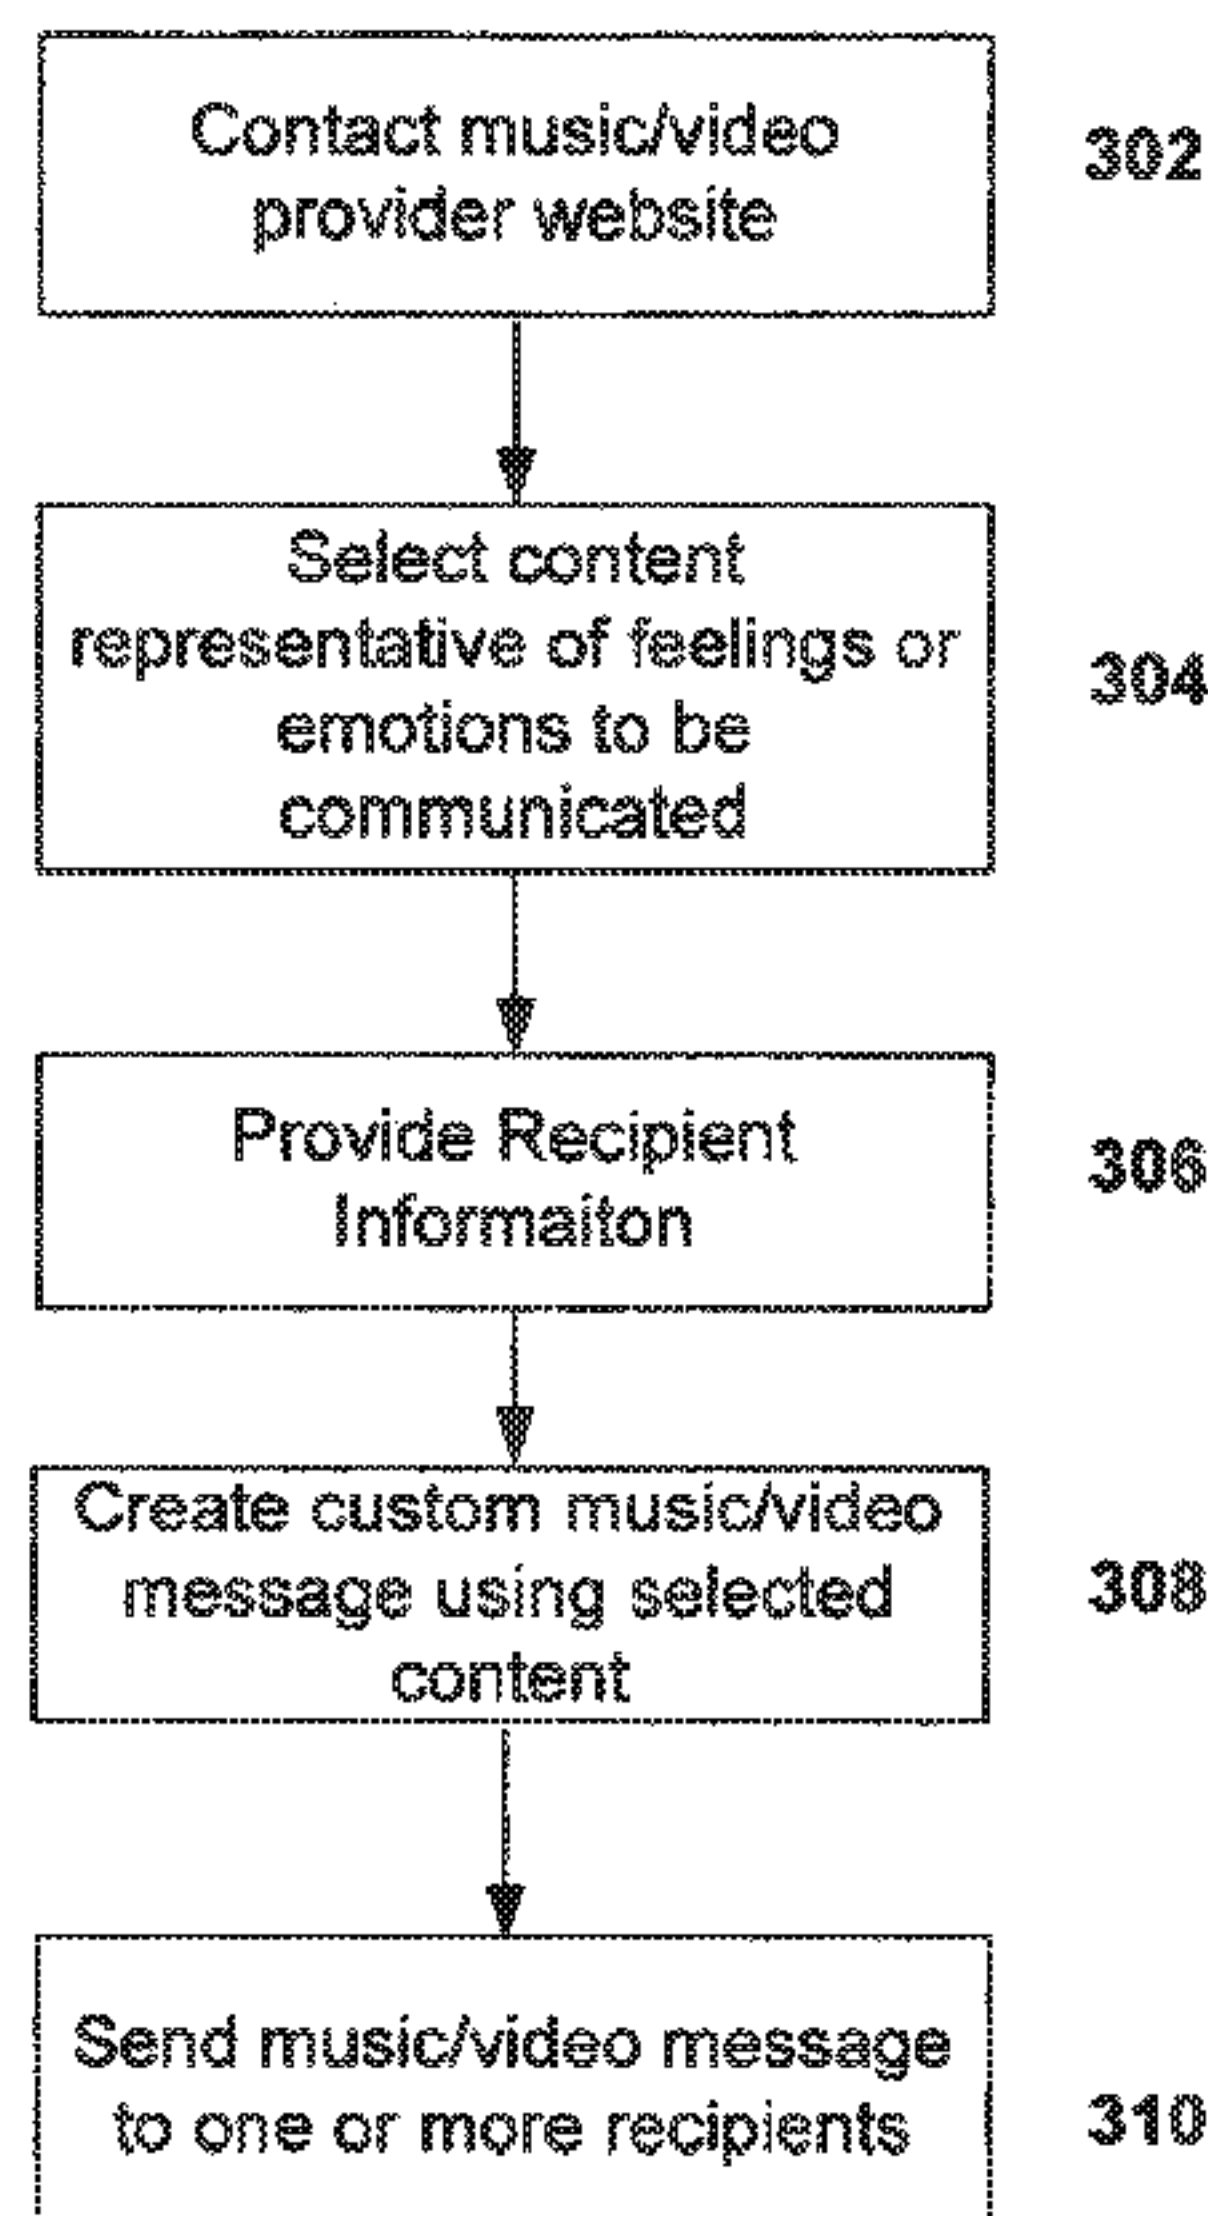 Contact music/video
provider website
302
Select content
representative of feelings or
emotions to be
communicated
304
Provide Recipient
Informaiton
306
Create custom music/video
message using selected
content
308
Send music/video message
to one or more recipients
310